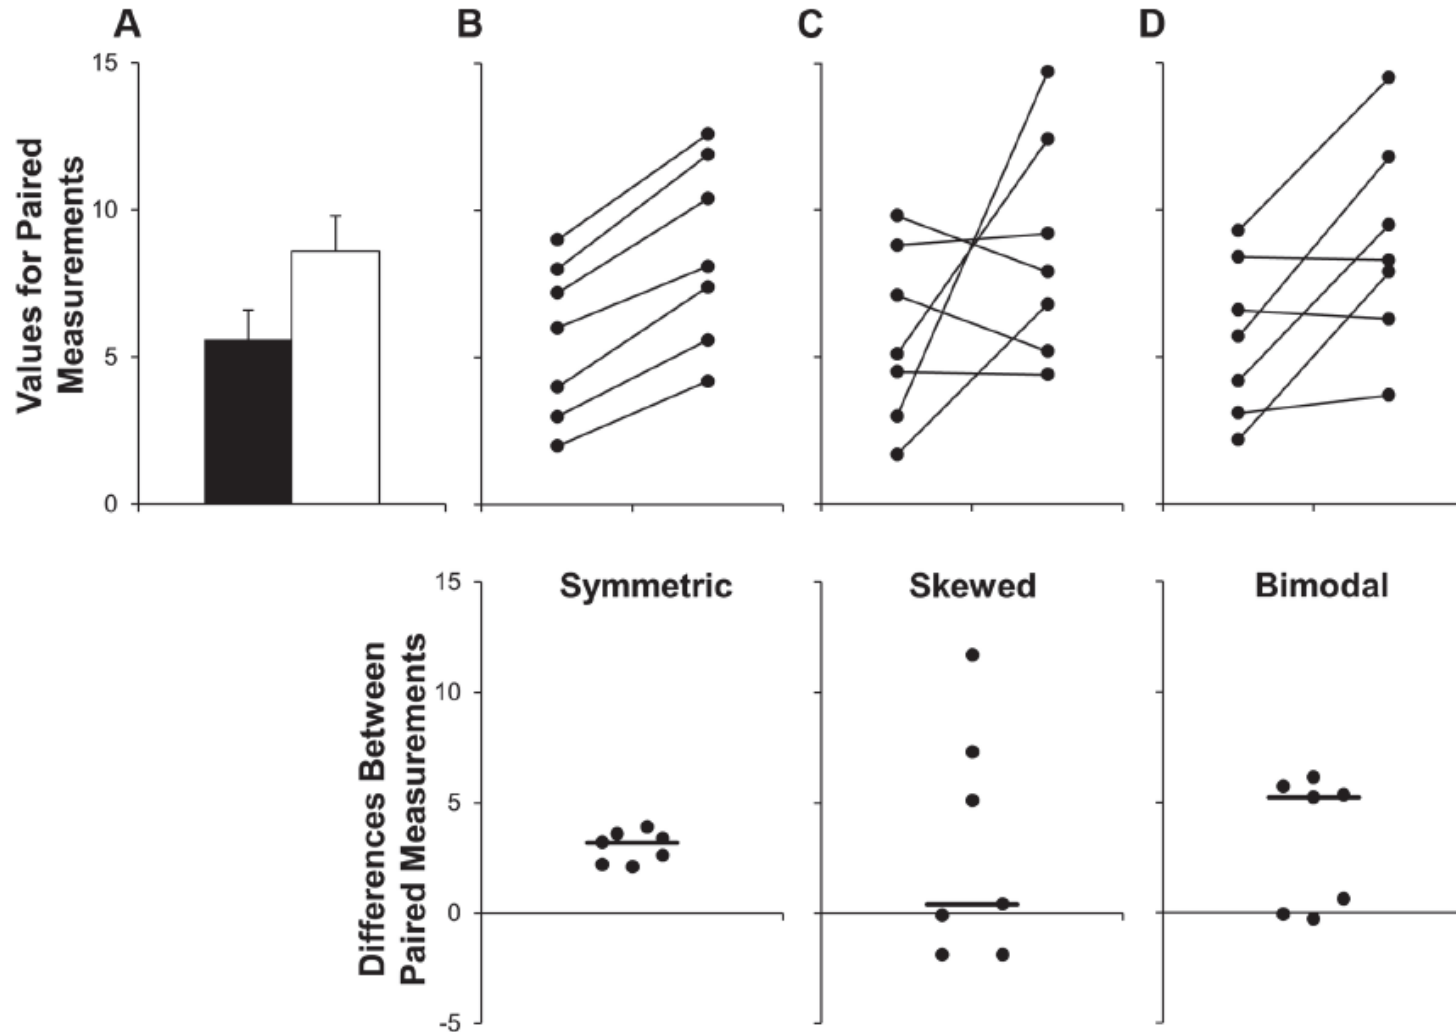 A
B
C
D
Values for Paired
Measurements
15
10
5
0
Symmetric
Skewed
Bimodal
Differences Between
Paired Measurements
15
10
5
0
-5